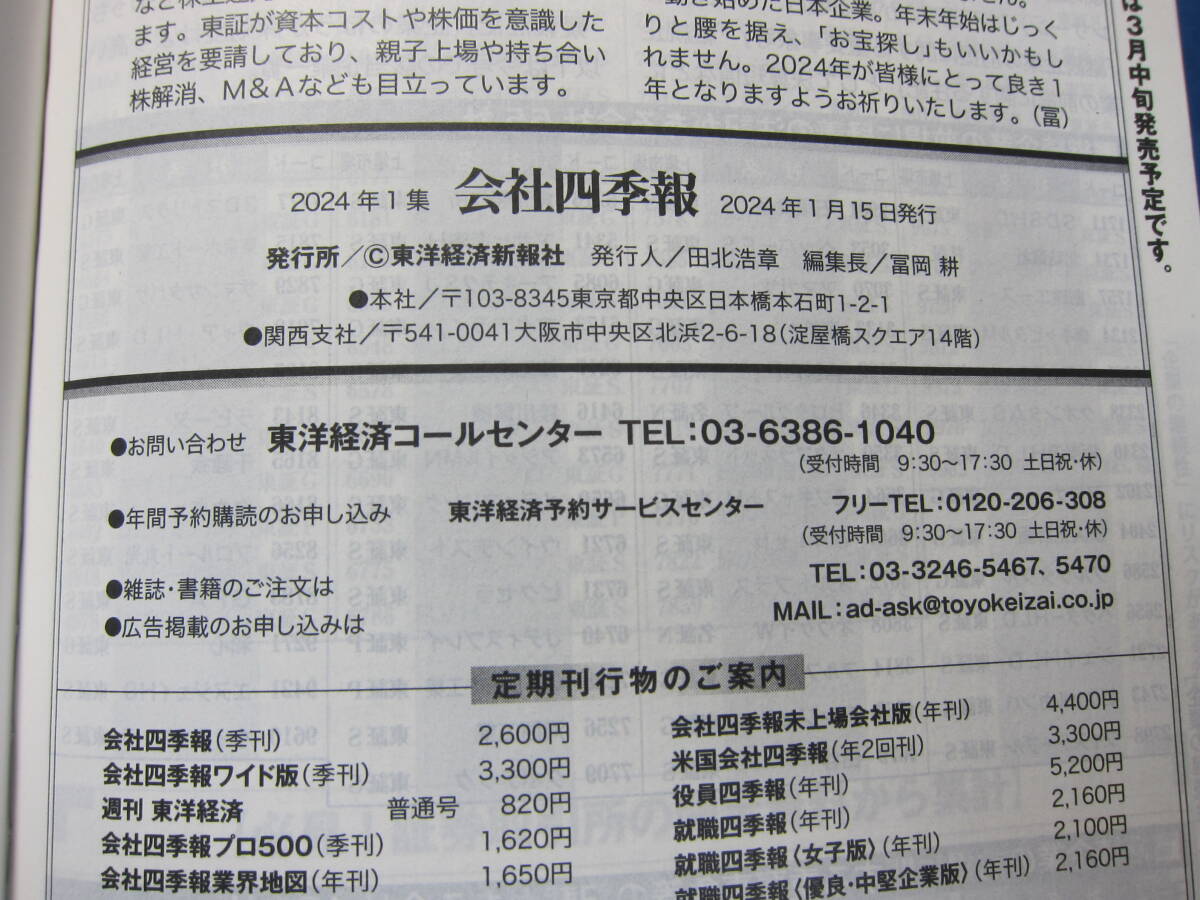 ます。東証が資本コストや株価を意識した
経営を要請しており、親子上場や持ち合い
株解消、M&Aなども目立っています。
動き始めた日本企業。年末年始はじっく
りと腰を据え、「お宝探し」もいいかもし
れません。2024年が皆様にとって良き1
年となりますようお祈りいたします。（冨）
は3月中旬発売予定です。
2024年1集 会社四季報 2024年1月15日発行
発行所／©東洋経済新報社 発行人／田北浩章 編集長／冨岡 耕
●本社／〒103-8345東京都中央区日本橋本石町1-2-1
●関西支社／〒541-0041大阪市中央区北浜2-6-18（淀屋橋スクエア14階）
●お問い合わせ 東洋経済コールセンター TEL：03-6386-1040
（受付時間 9:30〜17:30 土日祝・休）
●年間予約購読のお申し込み 東洋経済予約サービスセンター フリーTEL：0120-206-308
（受付時間 9:30〜17:30 土日祝・休）
●雑誌・書籍のご注文は TEL：03-3246-5467、5470
●広告掲載のお申し込みは MAIL：ad-ask@toyokeizai.co.jp
定期刊行物のご案内
会社四季報（季刊） 2,600円
会社四季報ワイド版（季刊） 3,300円
週刊 東洋経済 普通号 820円
会社四季報プロ500（季刊） 1,620円
会社四季報業界地図（年刊） 1,650円
会社四季報未上場会社版（年刊） 4,400円
米国会社四季報（年2回刊） 3,300円
役員四季報（年刊） 5,200円
就職四季報（年刊） 2,160円
就職四季報〈女子版〉（年刊） 2,100円
就職四季報〈優良・中堅企業版〉（年刊） 2,160円